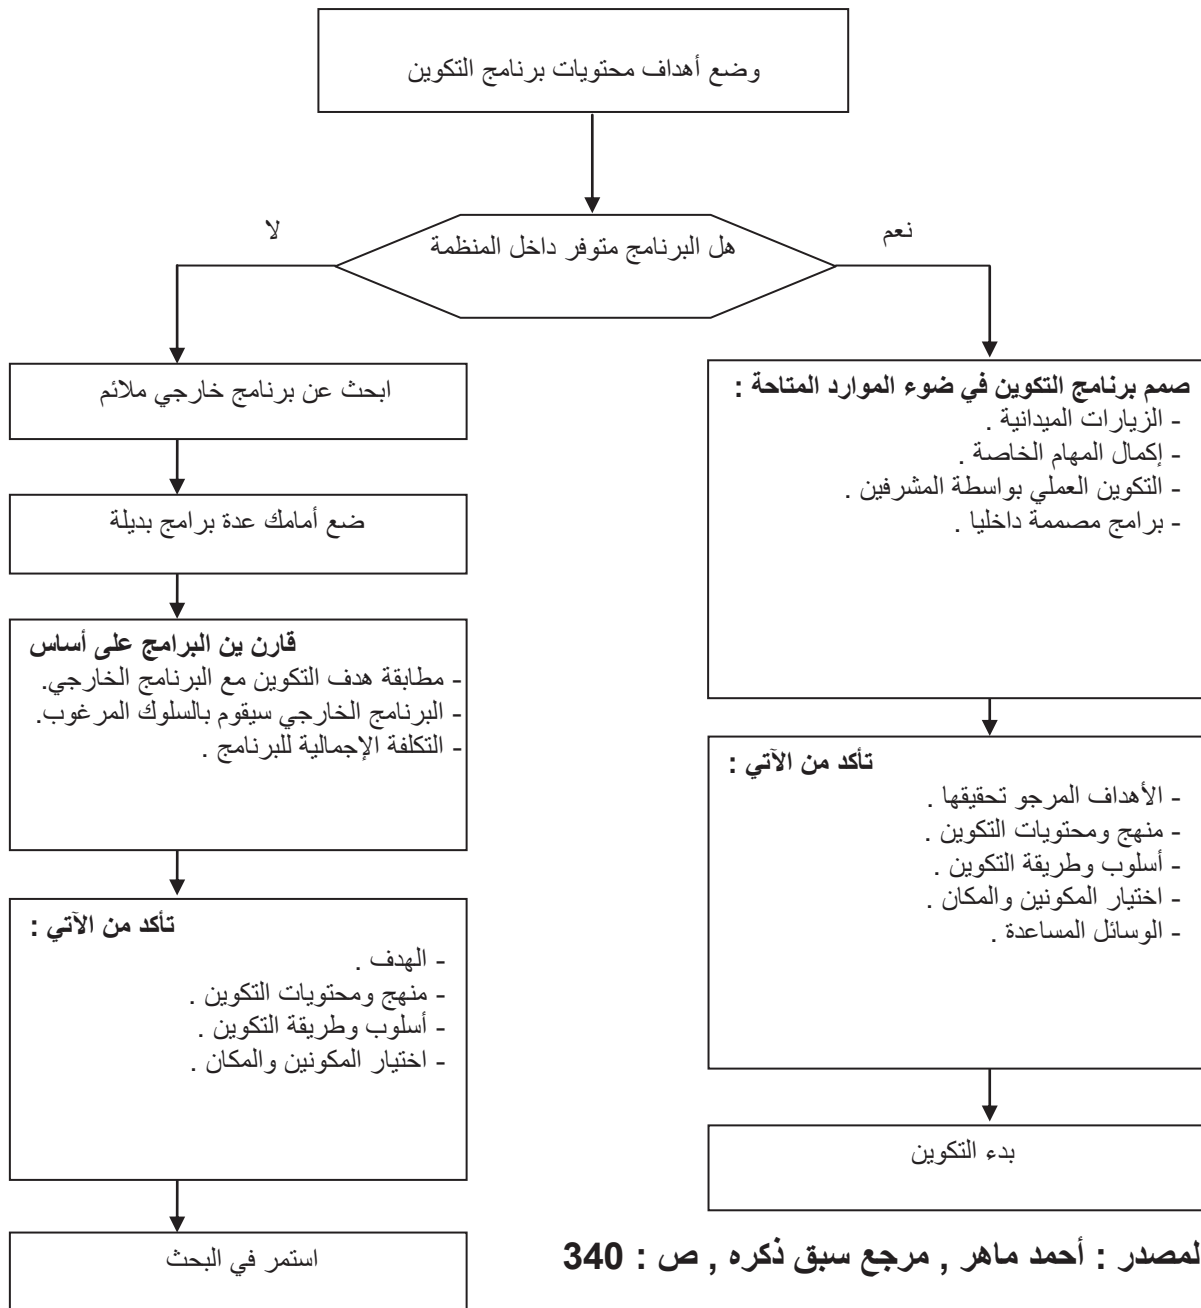 وضع أهداف محتويات برنامج التكوين
هل البرنامج متوفر داخل المنظمة
نعم
لا
صمم برنامج التكوين في ضوء الموارد المتاحة :
- الزيارات الميدانية .
- إكمال المهام الخاصة .
- التكوين العملي بواسطة المشرفين .
- برامج مصممة داخليا .
تأكد من الآتي :
- الأهداف المرجو تحقيقها .
- منهج ومحتويات التكوين .
- أسلوب وطريقة التكوين .
- اختيار المكونين والمكان .
- الوسائل المساعدة .
بدء التكوين
ابحث عن برنامج خارجي ملائم
ضع أمامك عدة برامج بديلة
قارن ين البرامج على أساس
- مطابقة هدف التكوين مع البرنامج الخارجي.
- البرنامج الخارجي سيقوم بالسلوك المرغوب.
- التكلفة الإجمالية للبرنامج .
تأكد من الآتي :
- الهدف .
- منهج ومحتويات التكوين .
- أسلوب وطريقة التكوين .
- اختيار المكونين والمكان .
استمر في البحث
لمصدر : أحمد ماهر , مرجع سبق ذكره , ص : 340